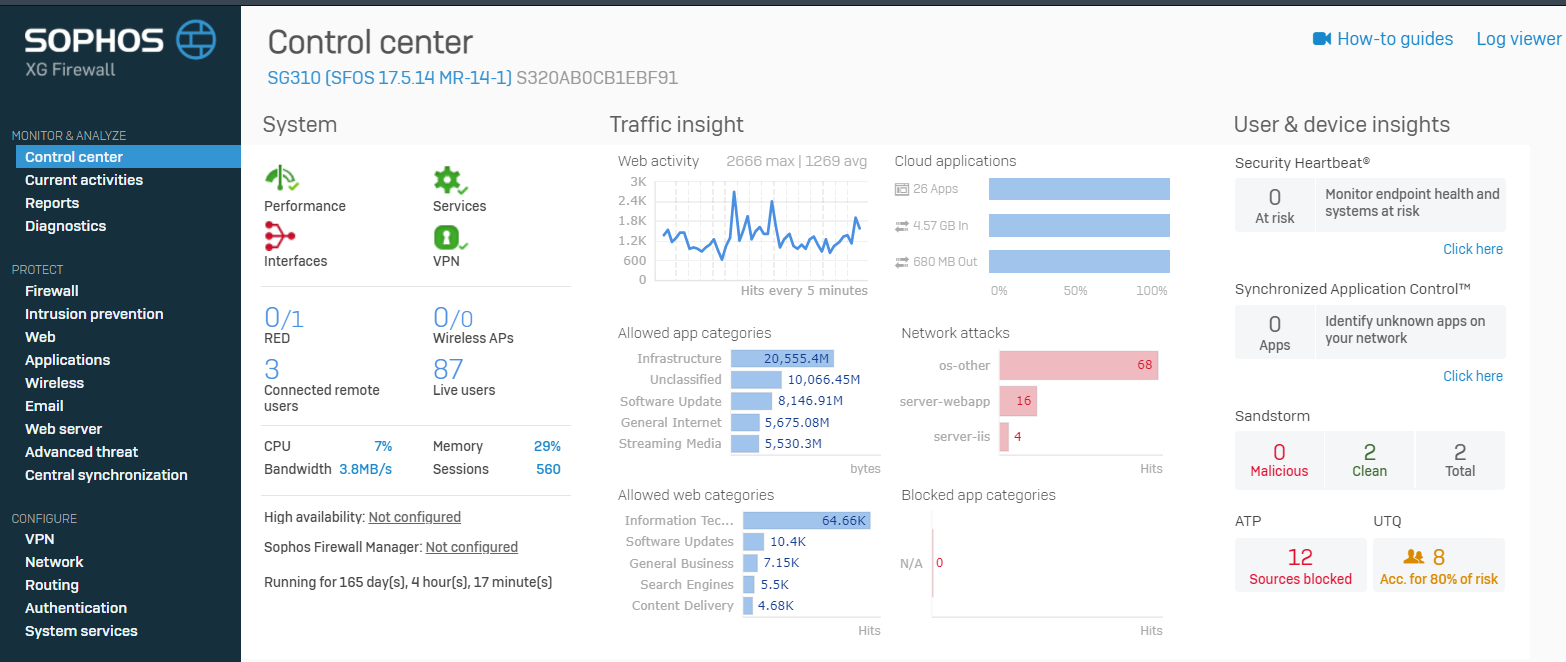 SOPHOS
XG Firewall
MONITOR & ANALYZE
Control center
Current activities
Reports
Diagnostics
PROTECT
Firewall
Intrusion prevention
Web
Applications
Wireless
Email
Web server
Advanced threat
Central synchronization
CONFIGURE
VPN
Network
Routing
Authentication
System services
Control center
SG310 (SFOS 17.5.14 MR-14-1) S320AB0CB1EBF91
How-to guides
Log viewer
System
Performance
Services
Interfaces
VPN
0/1
RED
0/0
Wireless APs
3
Connected remote
users
87
Live users
CPU 7%
Memory 29%
Bandwidth 3.8MB/s
Sessions 560
High availability: Not configured
Sophos Firewall Manager: Not configured
Running for 165 day(s), 4 hour(s), 17 minute(s)
Traffic insight
Web activity 2666 max | 1269 avg
3K
2.4K
1.8K
1.2K
600
0
Hits every 5 minutes
Cloud applications
26 Apps
4.57 GB In
680 MB Out
0% 50% 100%
Allowed app categories
Infrastructure 20,555.4M
Unclassified 10,066.45M
Software Update 8,146.91M
General Internet 5,675.08M
Streaming Media 5,530.3M
bytes
Network attacks
os-other 68
server-webapp 16
server-iis 4
Hits
Allowed web categories
Information Tec... 64.66K
Software Updates 10.4K
General Business 7.15K
Search Engines 5.5K
Content Delivery 4.68K
Hits
Blocked app categories
N/A 0
Hits
User & device insights
Security Heartbeat®
0
At risk
Monitor endpoint health and
systems at risk
Click here
Synchronized Application Control™
0
Apps
Identify unknown apps on
your network
Click here
Sandstorm
0
Malicious
2
Clean
2
Total
ATP
12
Sources blocked
UTQ
8
Acc. for 80% of risk